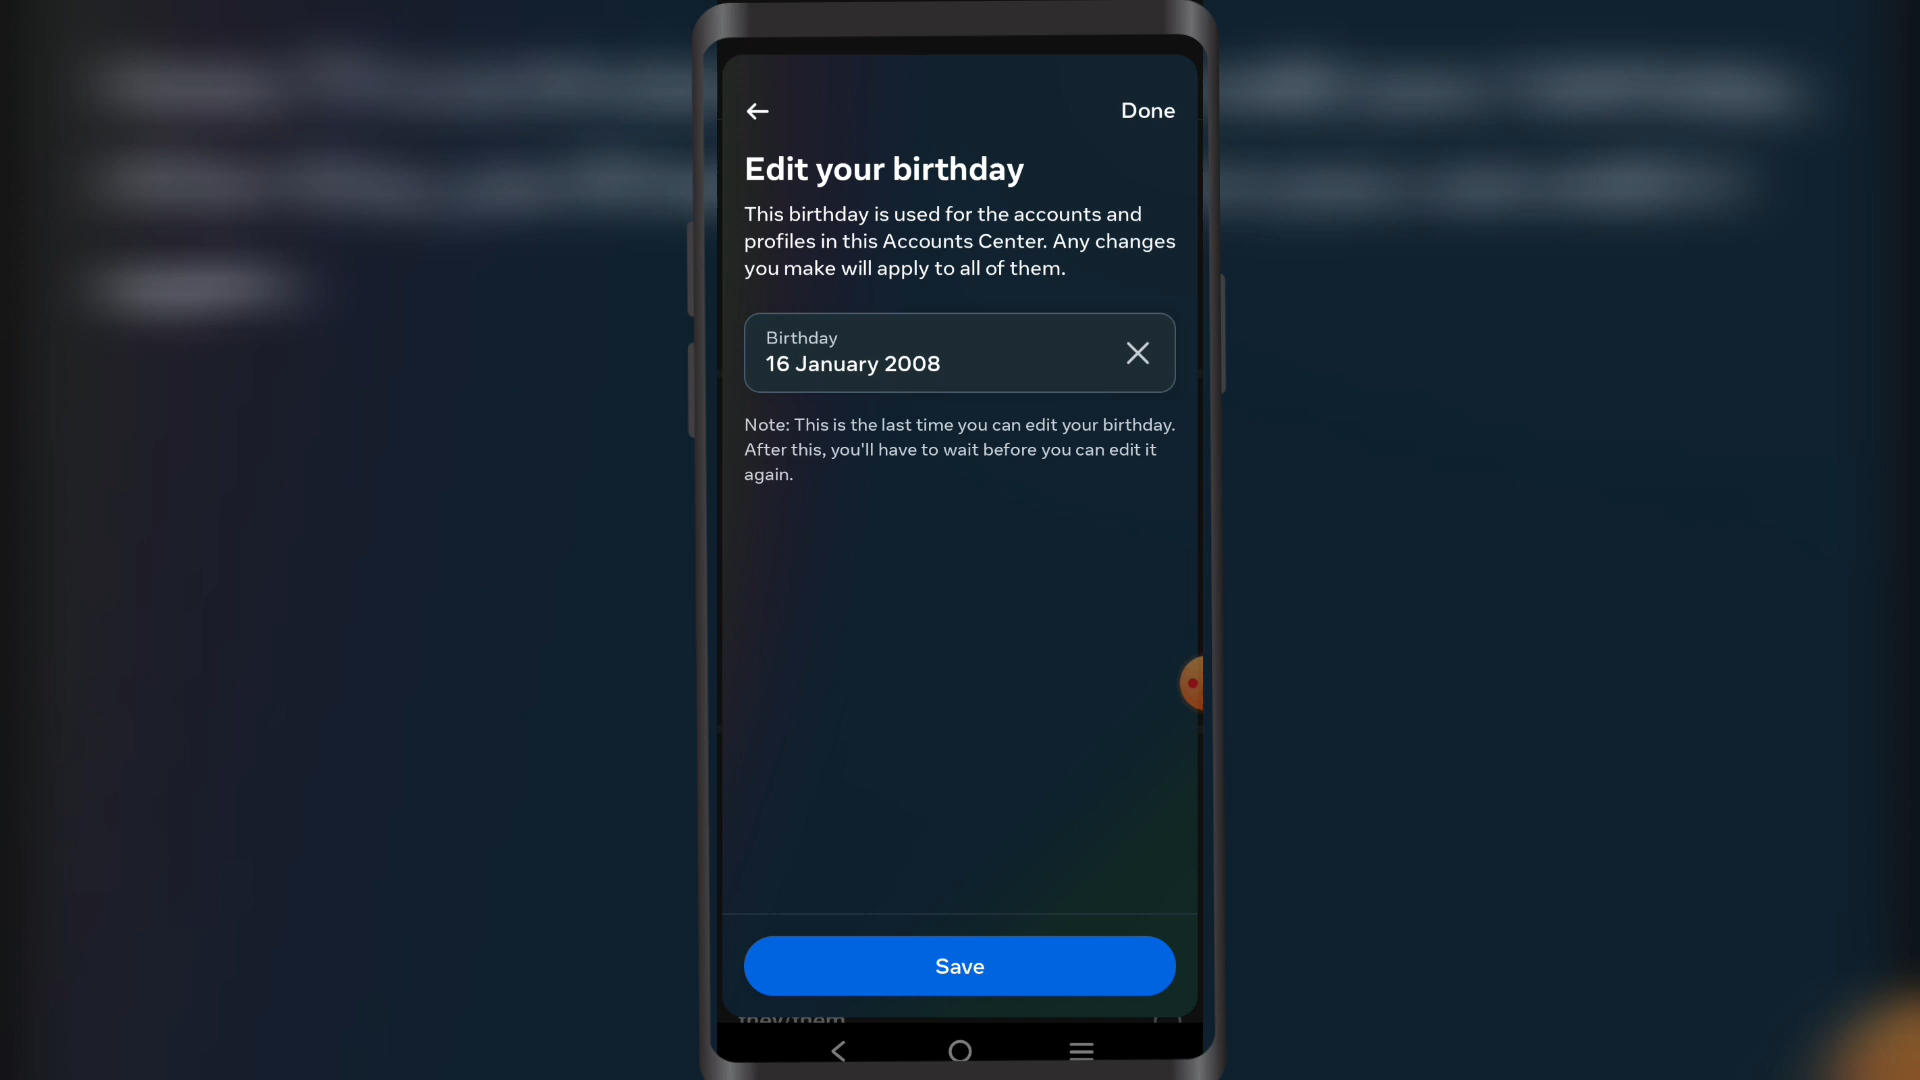 Done
Edit your birthday
This birthday is used for the accounts and
profiles in this Accounts Center. Any changes
you make will apply to all of them.
Birthday
16 January 2008
Note: This is the last time you can edit your birthday.
After this, you'll have to wait before you can edit it
again.
Save
they/them